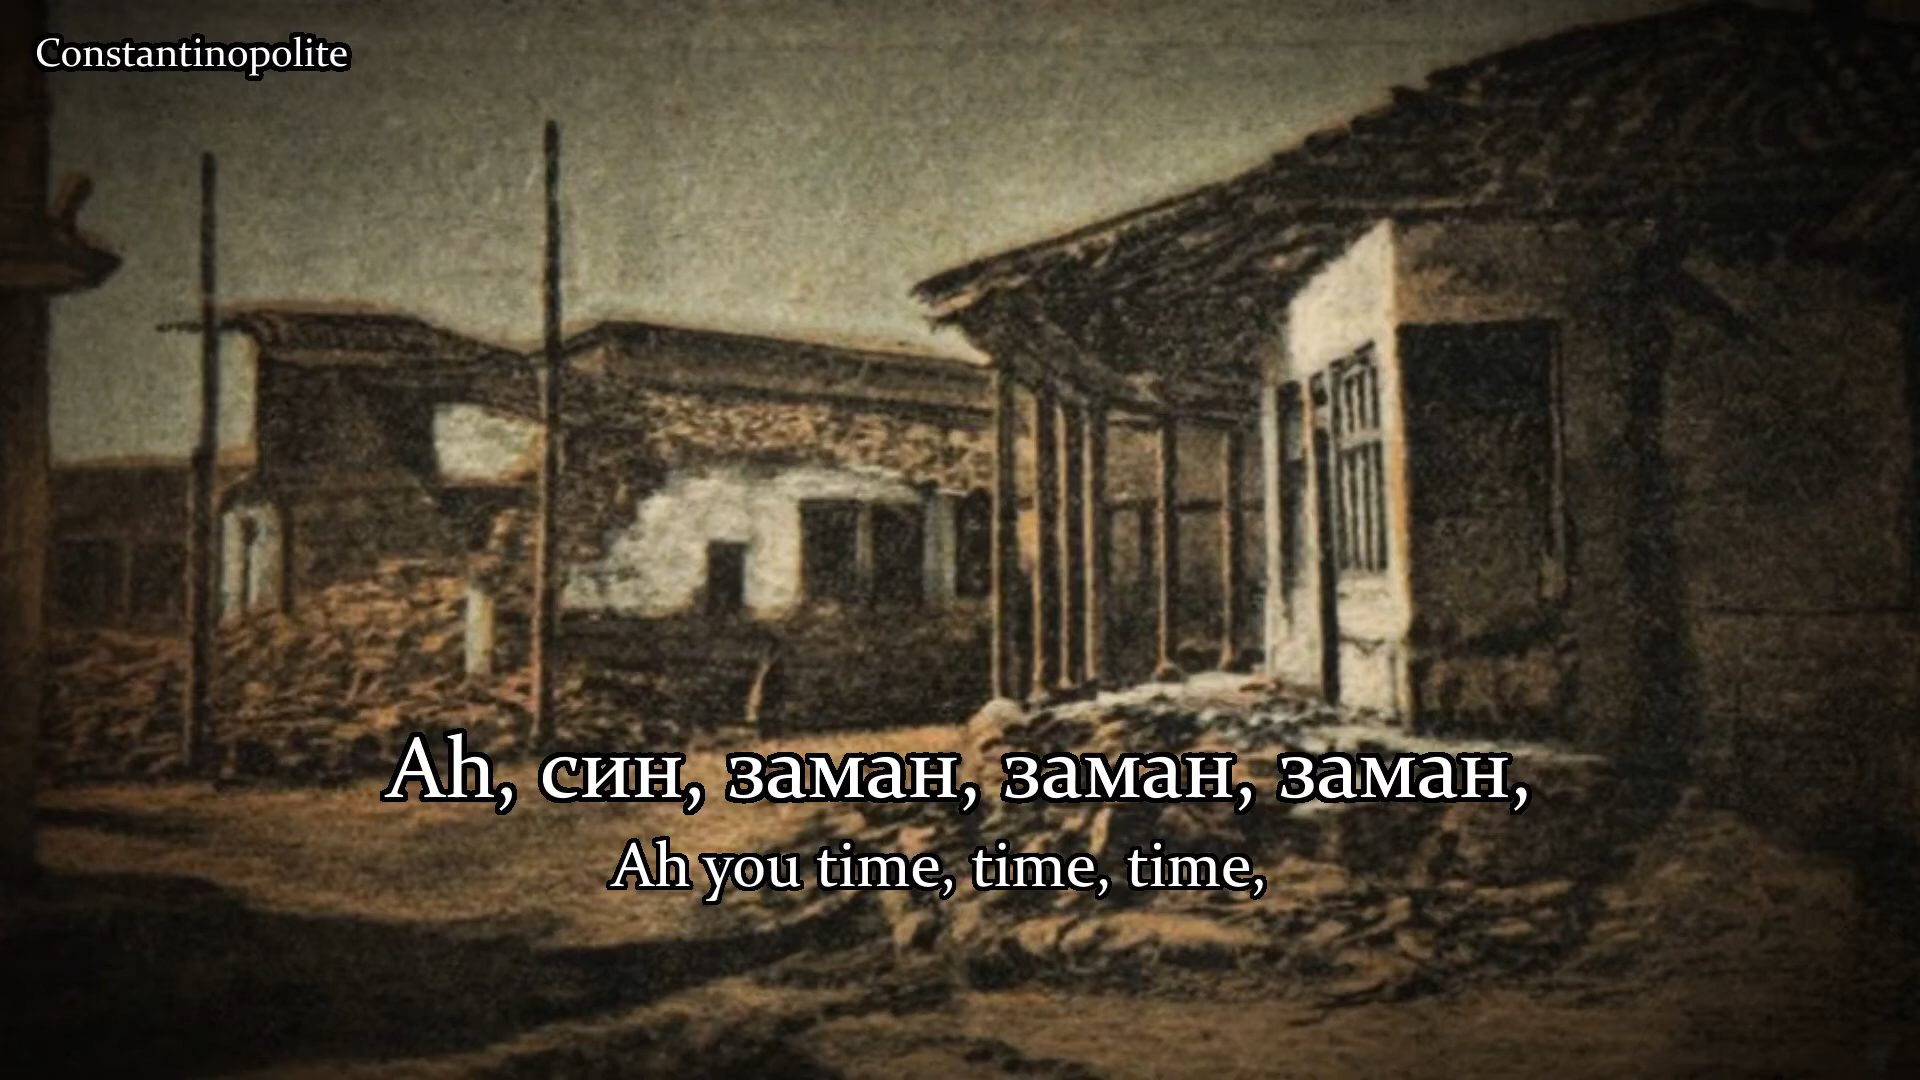 Constantinopolite
Ah, син, заман, заман, заман,
Ah you time, time, time,